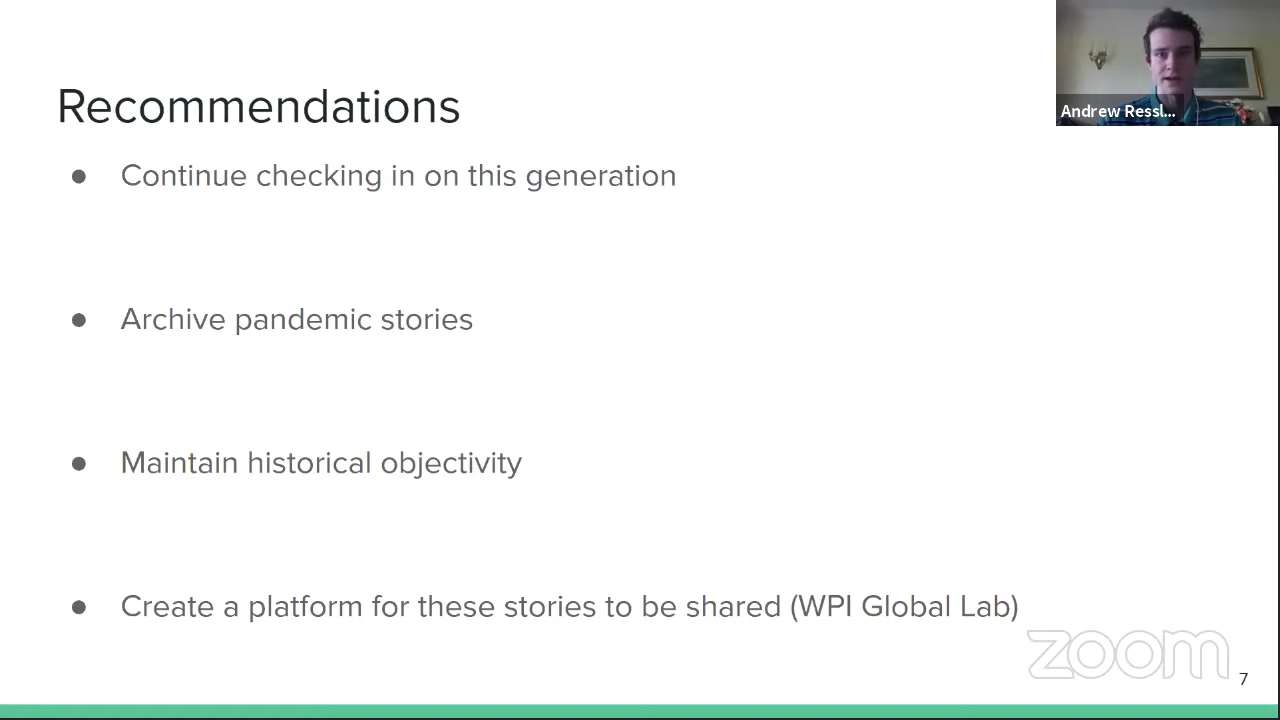 Andrew Ressl...
Recommendations
● Continue checking in on this generation
● Archive pandemic stories
● Maintain historical objectivity
● Create a platform for these stories to be shared (WPI Global Lab)
zoom
7